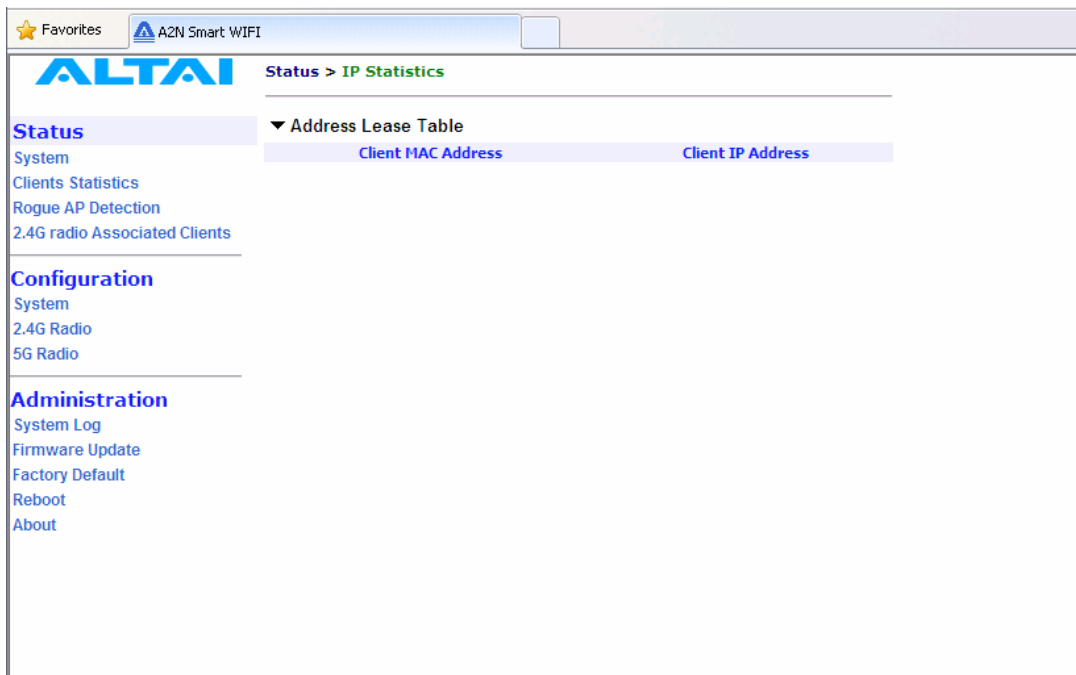 Favorites
A2N Smart WIFI
ALTAI
Status > IP Statistics
Status
System
Clients Statistics
Rogue AP Detection
2.4G radio Associated Clients
Configuration
System
2.4G Radio
5G Radio
Administration
System Log
Firmware Update
Factory Default
Reboot
About
Address Lease Table
Client MAC Address Client IP Address